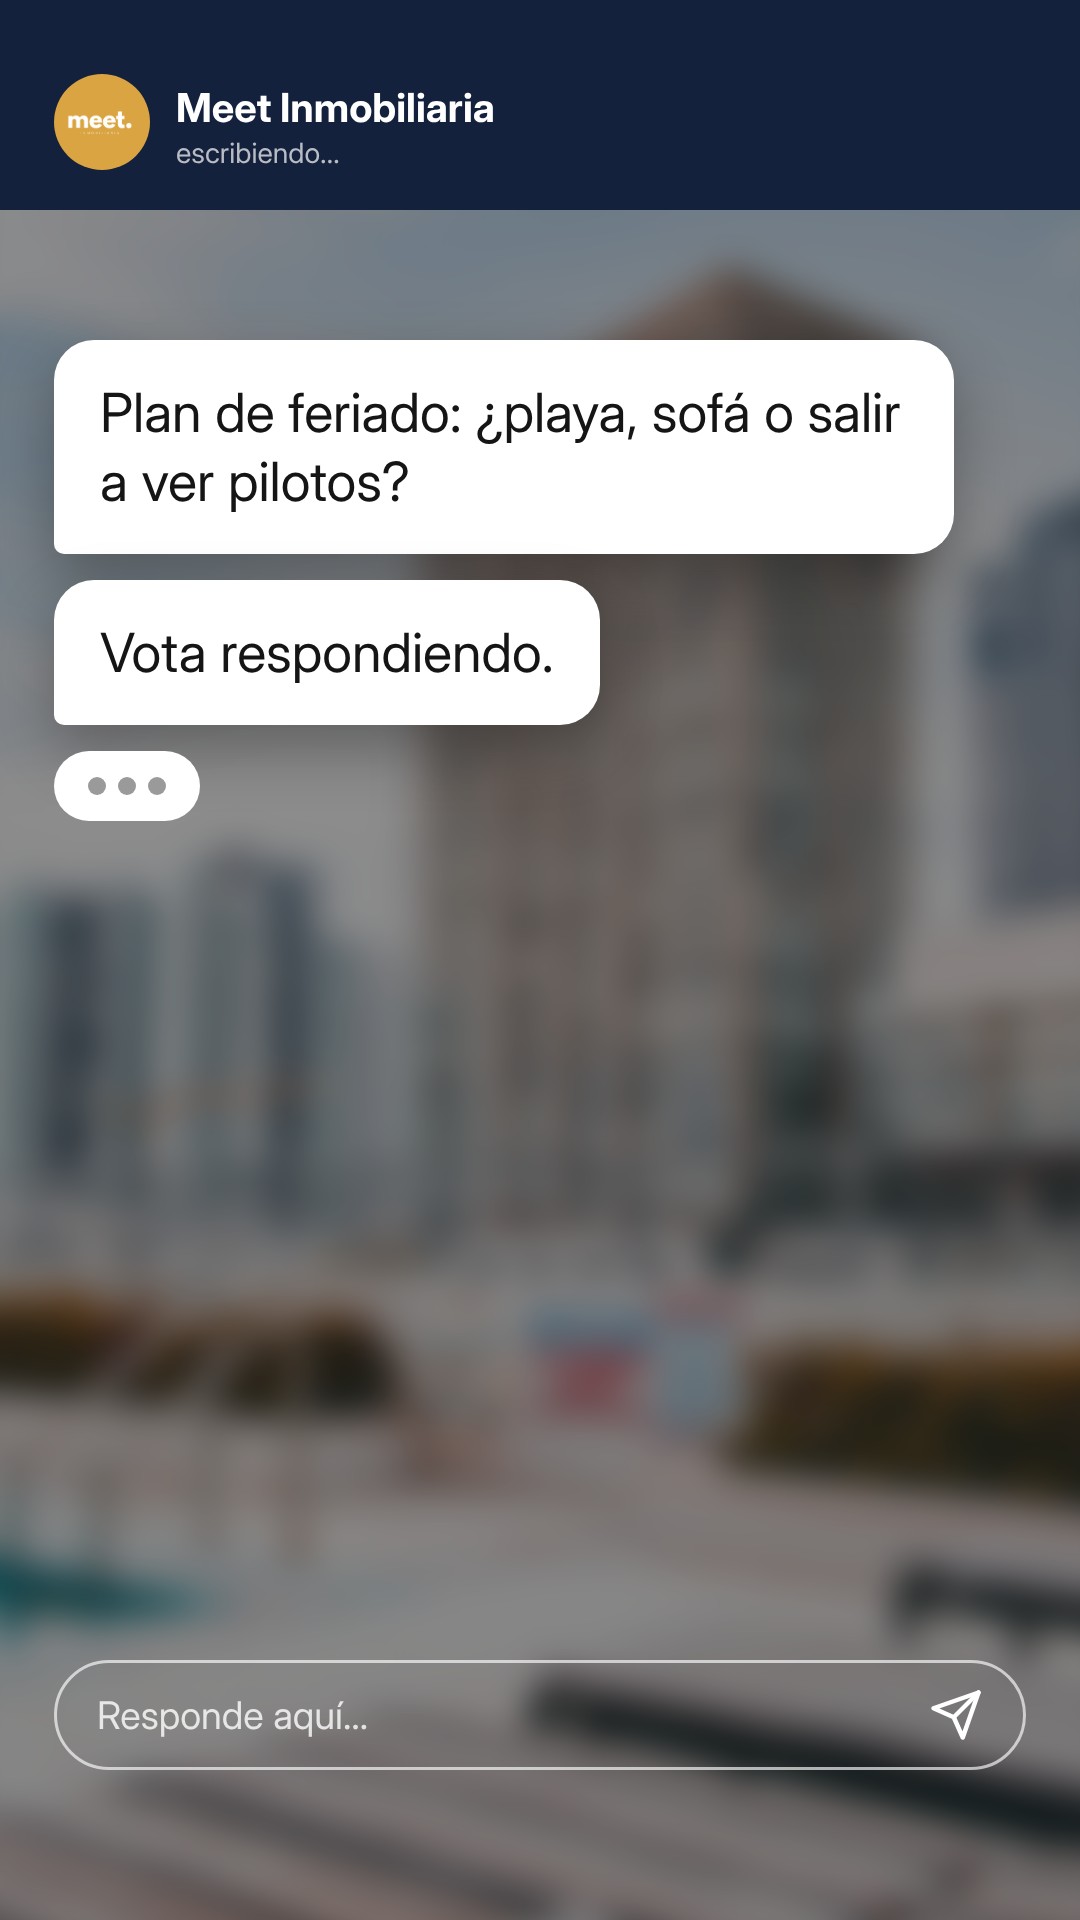 meet.
Meet Inmobiliaria
escribiendo...
Plan de feriado: ¿playa, sofá o salir
a ver pilotos?
Vota respondiendo.
Responde aquí...